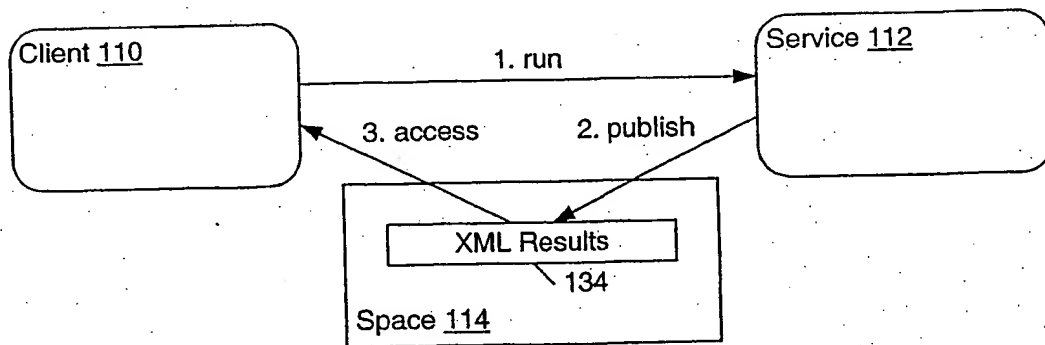 Client 110
Service 112
1. run
3. access
2. publish
XML Results
134
Space 114